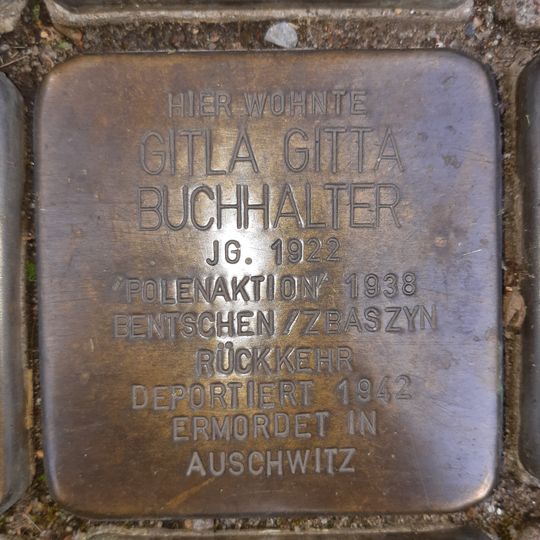 HIER WOHNTE
GITLA GITTA
BUCHHALTER
JG. 1922
"POLENAKTION" 1938
BENTSCHEN/ZBASZYN
RÜCKKEHR
DEPORTIERT 1942
ERMORDET IN
AUSCHWITZ